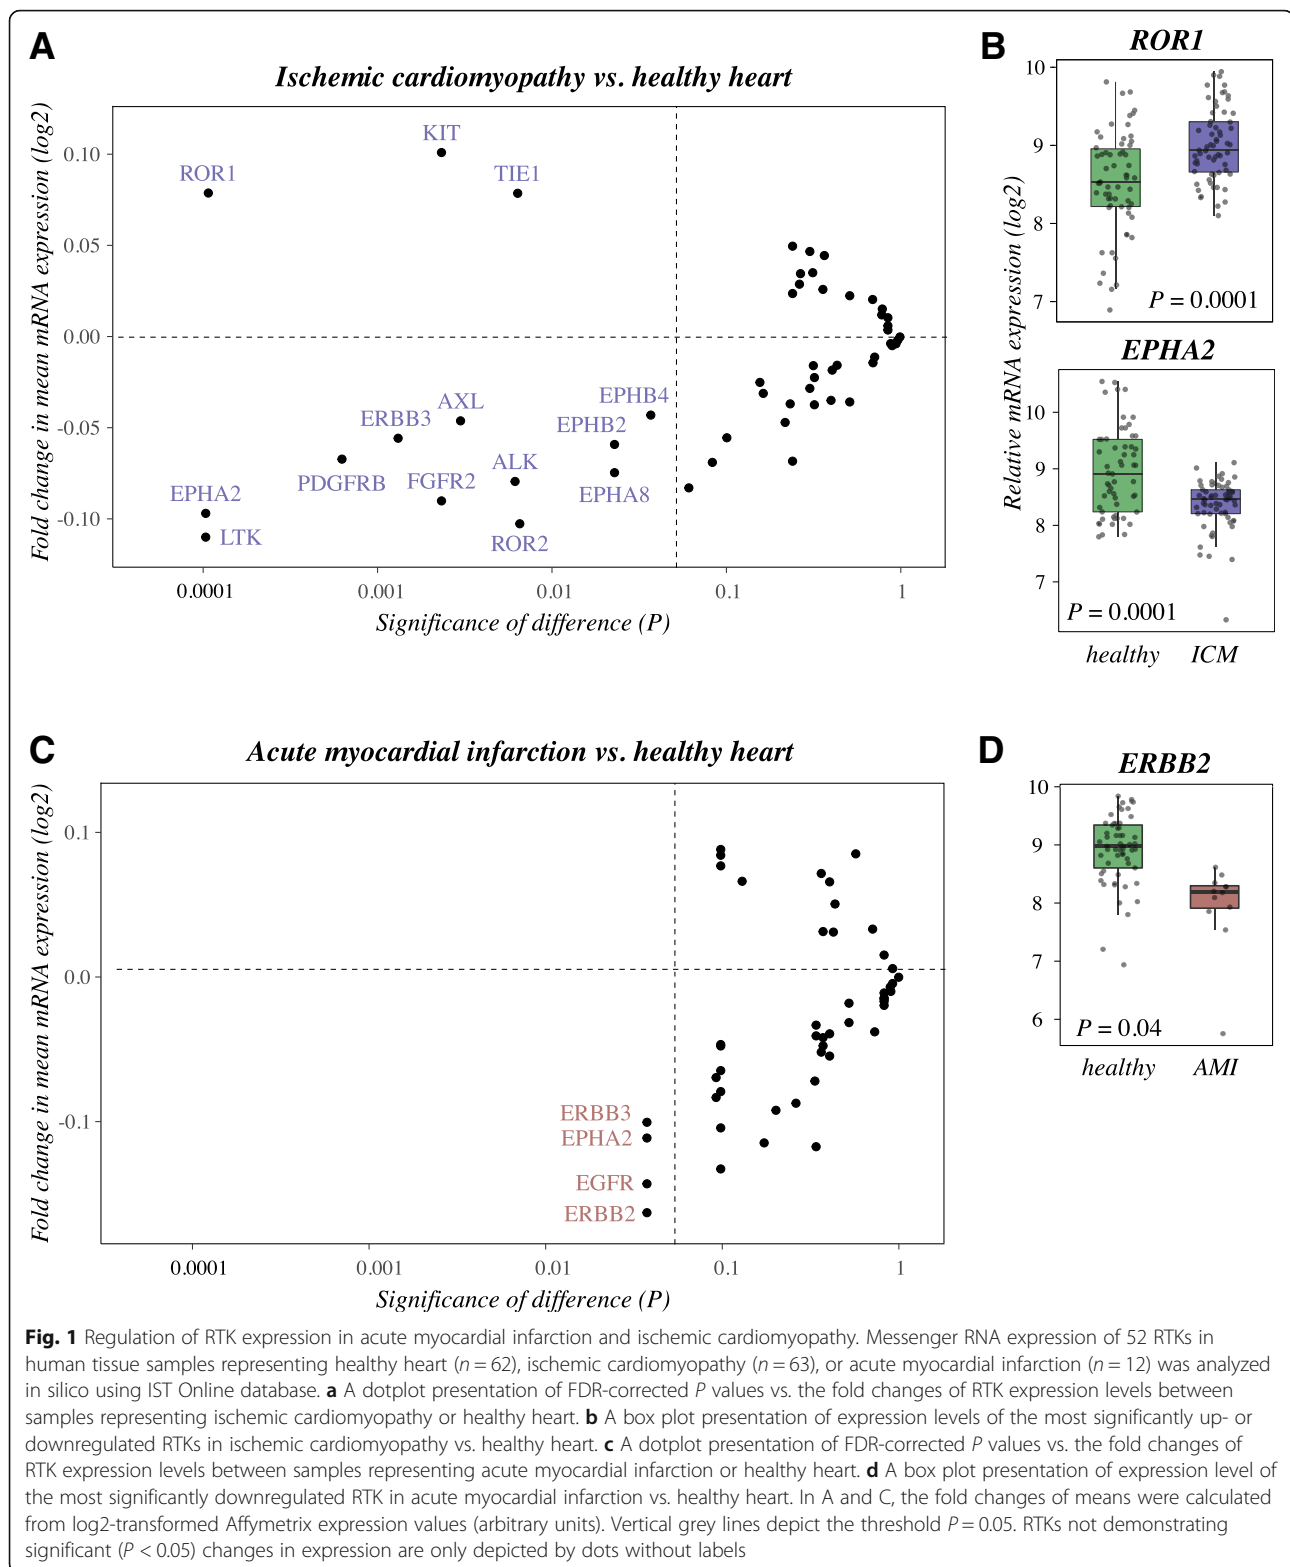 A
Ischemic cardiomyopathy vs. healthy heart
Fold change in mean mRNA expression (log2)
0.10
0.05
0.00
-0.05
-0.10
KIT
ROR1
TIE1
EPHB4
AXL
ERBB3
EPHB2
ALK
PDGFRB
FGFR2
EPHA8
EPHA2
LTK
ROR2
0.0001
0.001
0.01
0.1
1
Significance of difference (P)
B
ROR1
Relative mRNA expression (log2)
10
9
8
7
P = 0.0001
EPHA2
10
9
8
7
P = 0.0001
healthy
ICM
C
Acute myocardial infarction vs. healthy heart
Fold change in mean mRNA expression (log2)
0.1
0.0
-0.1
ERBB3
EPHA2
EGFR
ERBB2
0.0001
0.001
0.01
0.1
1
Significance of difference (P)
D
ERBB2
10
9
8
7
6
P = 0.04
healthy
AMI
Fig. 1 Regulation of RTK expression in acute myocardial infarction and ischemic cardiomyopathy. Messenger RNA expression of 52 RTKs in
human tissue samples representing healthy heart (n = 62), ischemic cardiomyopathy (n = 63), or acute myocardial infarction (n = 12) was analyzed
in silico using IST Online database. a A dotplot presentation of FDR-corrected P values vs. the fold changes of RTK expression levels between
samples representing ischemic cardiomyopathy or healthy heart. b A box plot presentation of expression levels of the most significantly up- or
downregulated RTKs in ischemic cardiomyopathy vs. healthy heart. c A dotplot presentation of FDR-corrected P values vs. the fold changes of
RTK expression levels between samples representing acute myocardial infarction or healthy heart. d A box plot presentation of expression level of
the most significantly downregulated RTK in acute myocardial infarction vs. healthy heart. In A and C, the fold changes of means were calculated
from log2-transformed Affymetrix expression values (arbitrary units). Vertical grey lines depict the threshold P = 0.05. RTKs not demonstrating
significant (P < 0.05) changes in expression are only depicted by dots without labels